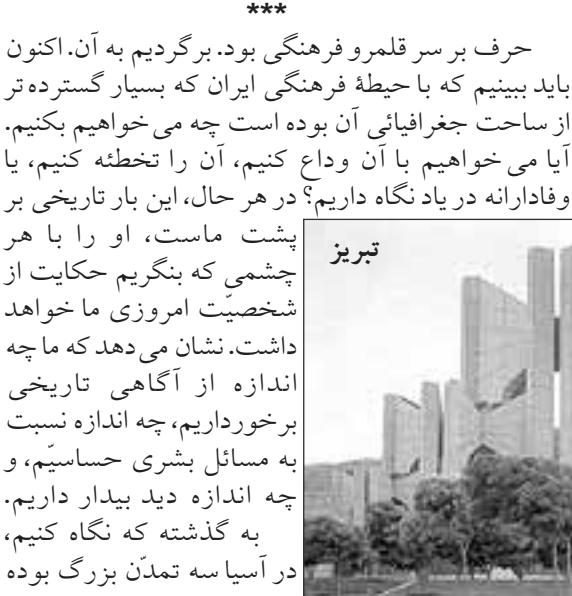 ***
حرف بر سر قلمرو فرهنگی بود. برگردیم به آن. اکنون
باید ببینیم که با حیطهٔ فرهنگی ایران که بسیار گسترده‌تر
از ساحت جغرافیائی آن بوده است چه می‌خواهیم بکنیم.
آیا می‌خواهیم با آن وداع کنیم، آن را تخطئه کنیم، یا
وفادارانه در یاد نگاه داریم؟ در هر حال، این بار تاریخی بر
پشت ماست، او را با هر
چشمی که بنگریم حکایت از
شخصیّت امروزی ما خواهد
داشت. نشان می‌دهد که ما چه
اندازه از آگاهی تاریخی
برخورداریم، چه اندازه نسبت
به مسائل بشری حساسیّم، و
چه اندازه دید بیدار داریم.
به گذشته که نگاه کنیم،
در آسیا سه تمدّن بزرگ بوده
تبریز